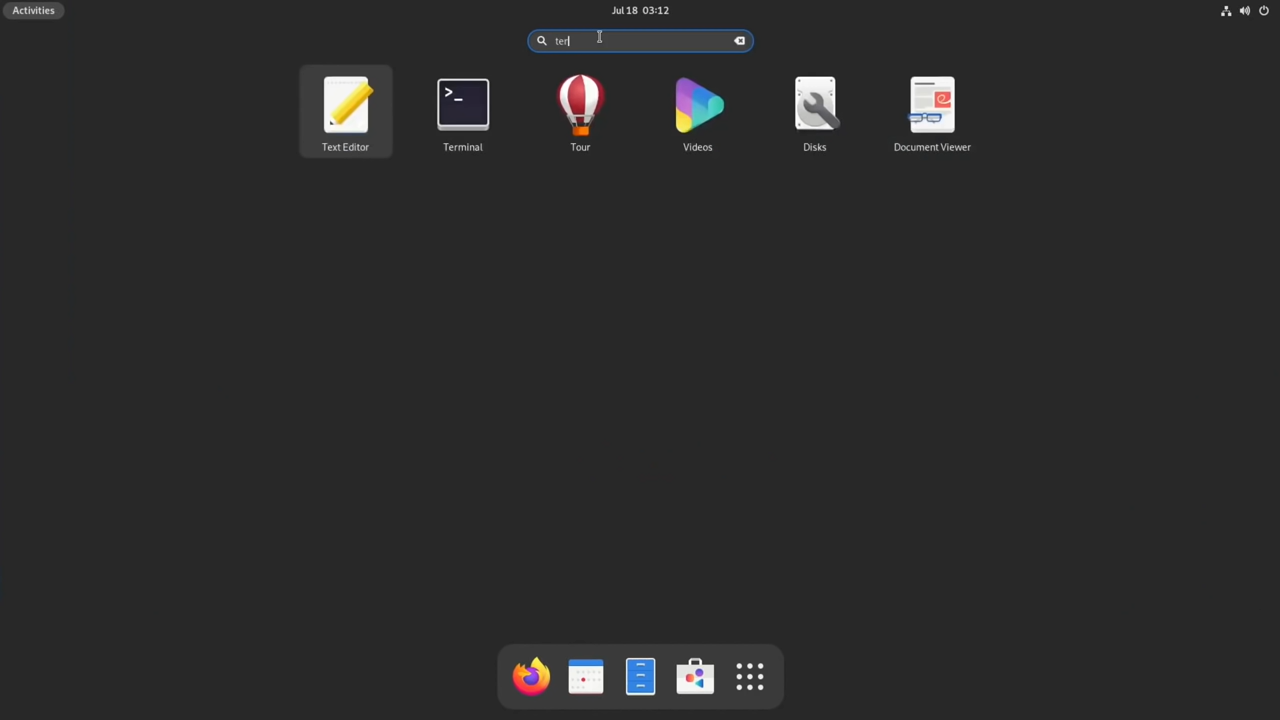 Activities
Jul 18 03:12
ter
>_
Text Editor
Terminal
Tour
Videos
Disks
Document Viewer